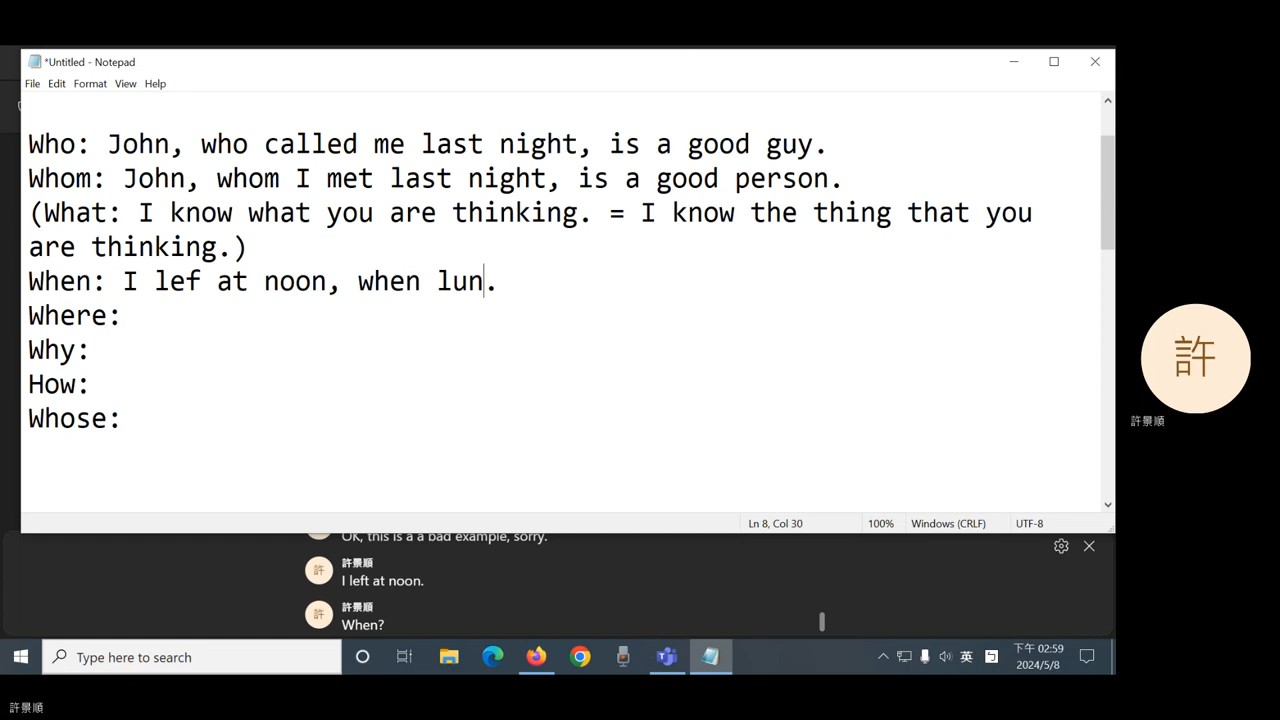 *Untitled - Notepad
File Edit Format View Help
Who: John, who called me last night, is a good guy.
Whom: John, whom I met last night, is a good person.
(What: I know what you are thinking. = I know the thing that you
are thinking.)
When: I lef at noon, when lun.
Where:
Why:
How:
Whose:
Ln 8, Col 30 100% Windows (CRLF) UTF-8
OK, this is a a bad example, sorry.
許 許景順
I left at noon.
許 許景順
When?
許
許景順
Type here to search
英
下午 02:59
2024/5/8
許景順